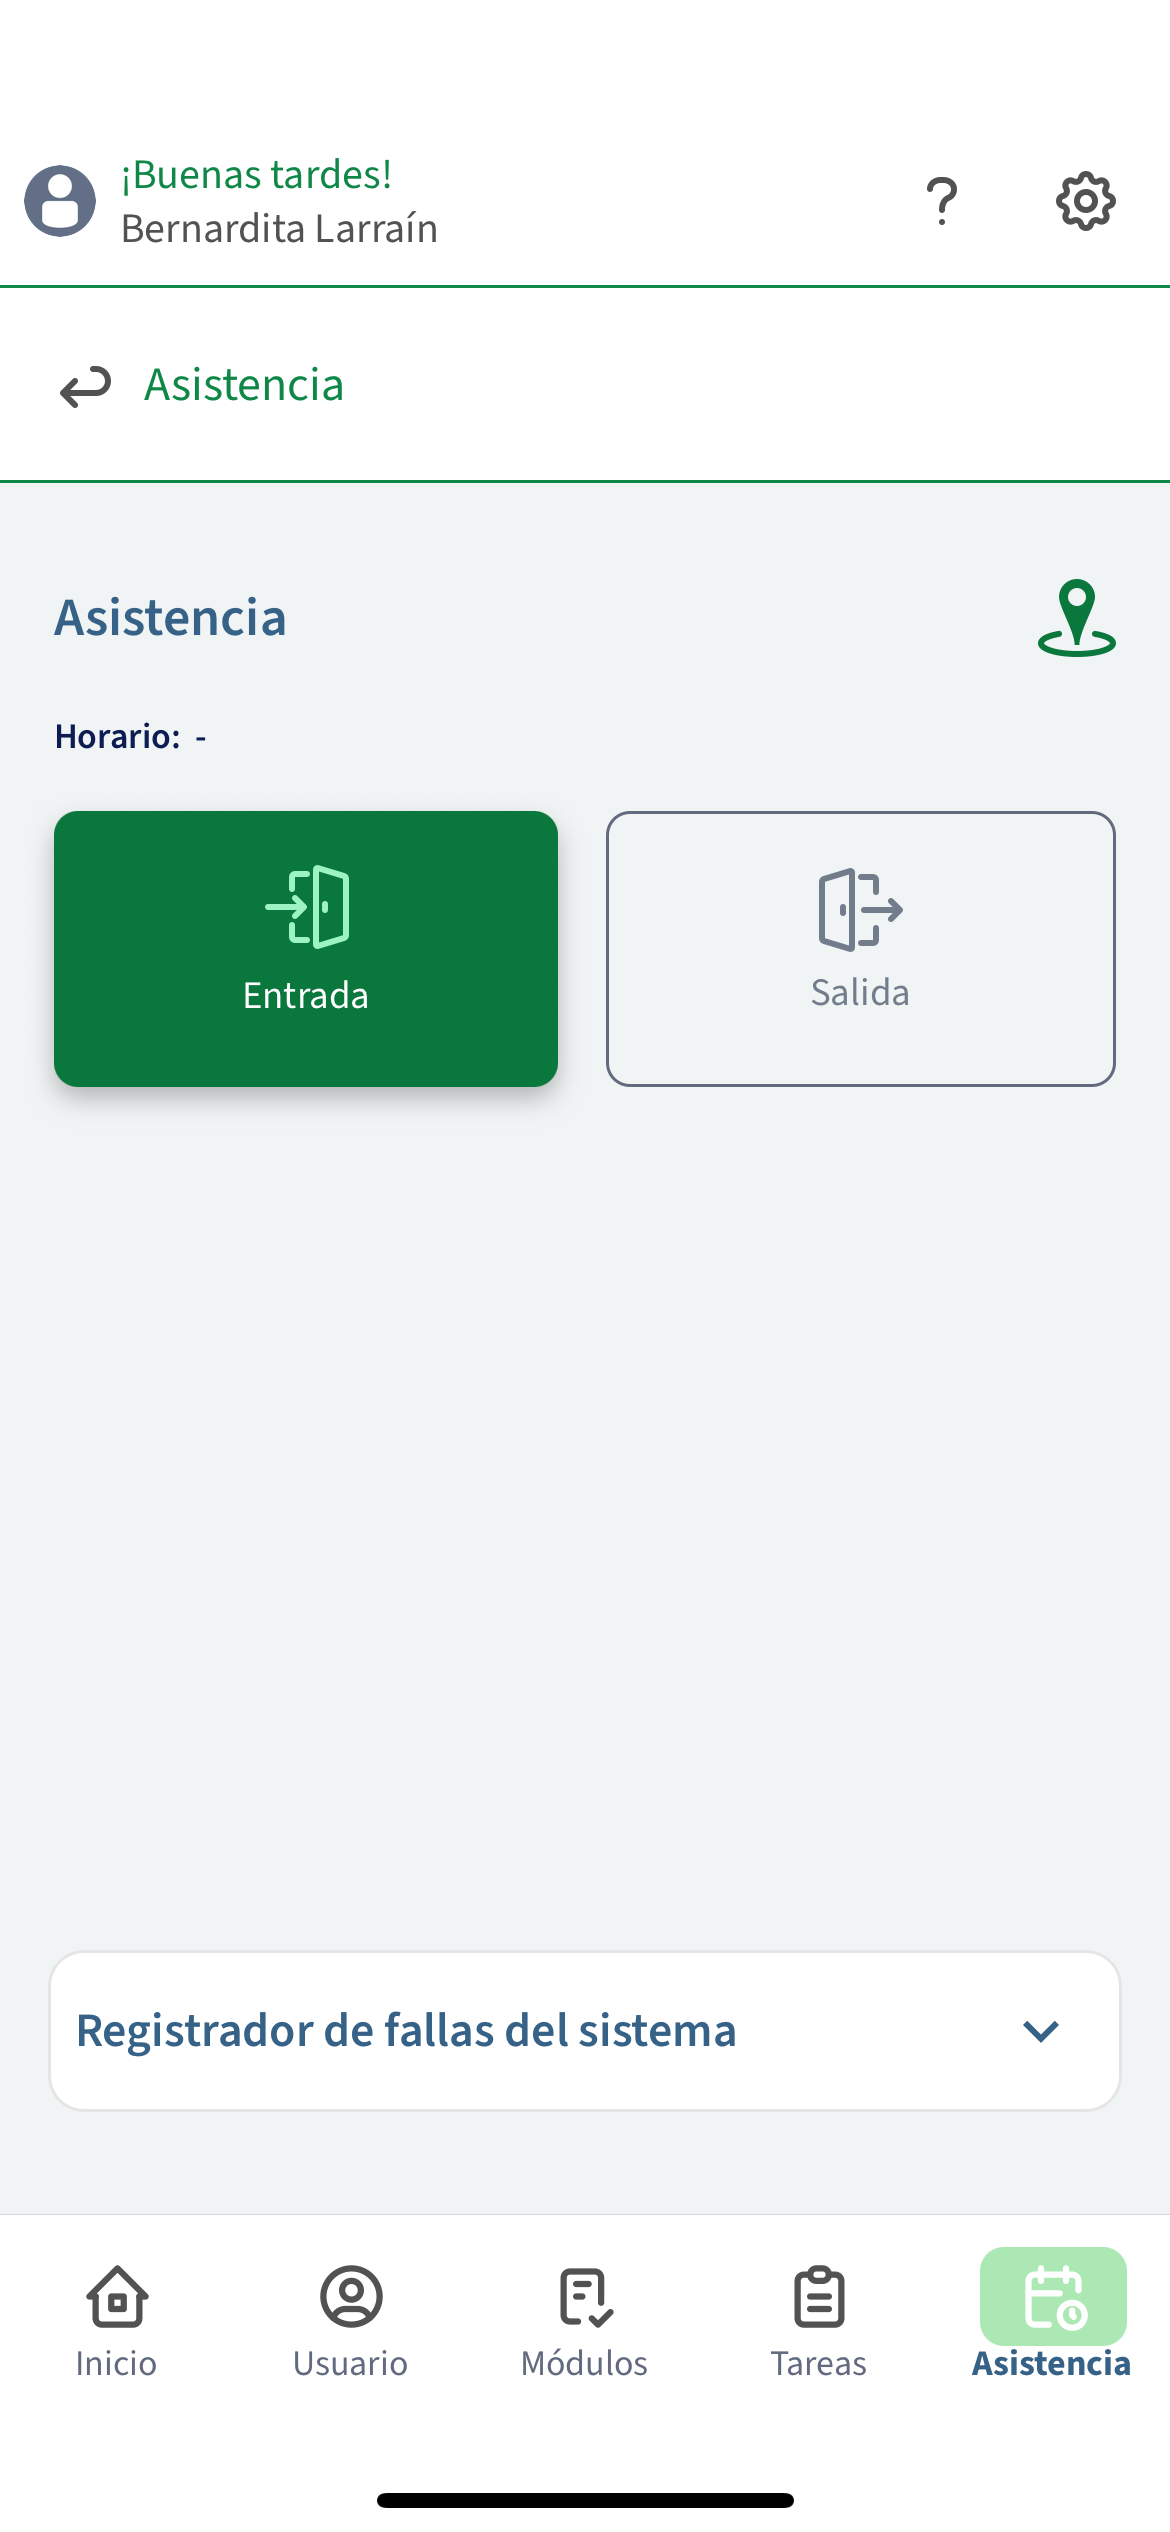 ¡Buenas tardes!
Bernardita Larraín
Asistencia
Asistencia
Horario: -
Entrada
Salida
Registrador de fallas del sistema
Inicio
Usuario
Módulos
Tareas
Asistencia